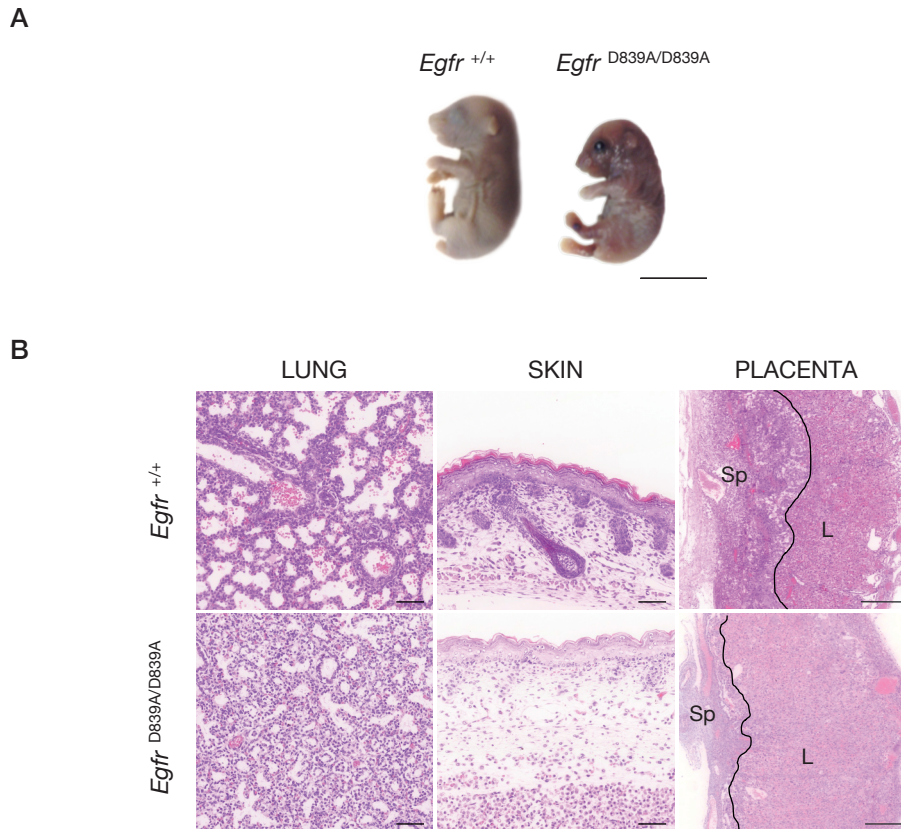 A
Egfr +/+ Egfr D839A/D839A
B
LUNG SKIN PLACENTA
Egfr +/+
Sp
L
Egfr D839A/D839A
Sp
L